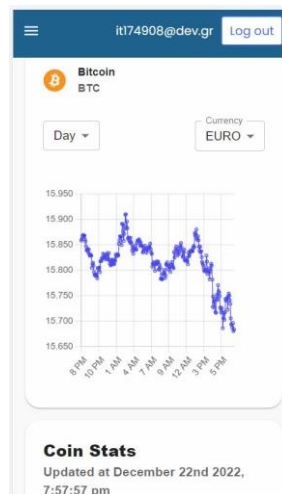 it174908@dev.gr Log out
Bitcoin
BTC
Day
Currency
EURO
15.950
15.900
15.850
15.800
15.750
15.700
15.650
8 PM 10 PM 1 AM 4 AM 7 AM 9 AM 12 AM 3 PM 5 PM
Coin Stats
Updated at December 22nd 2022,
7:57:57 pm